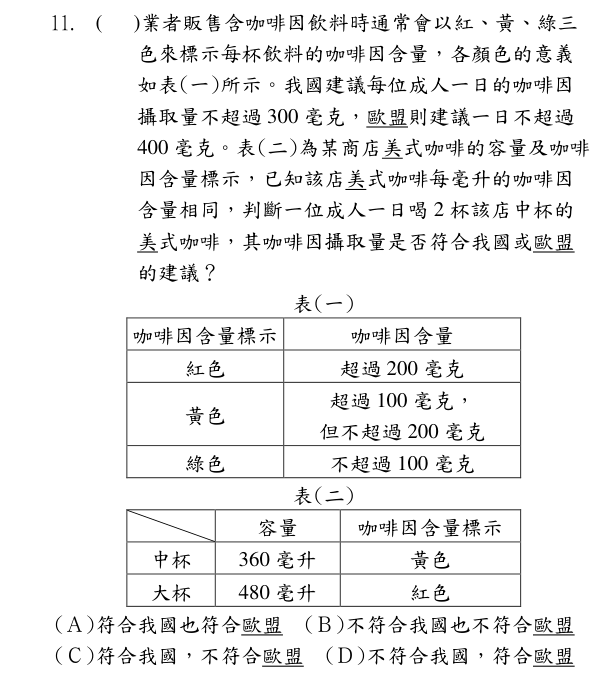 11. ( )業者販售含咖啡因飲料時通常會以紅、黃、綠三
色來標示每杯飲料的咖啡因含量，各顏色的意義
如表(一)所示。我國建議每位成人一日的咖啡因
攝取量不超過 300 毫克，歐盟則建議一日不超過
400 毫克。表(二)為某商店美式咖啡的容量及咖啡
因含量標示，已知該店美式咖啡每毫升的咖啡因
含量相同，判斷一位成人一日喝 2 杯該店中杯的
美式咖啡，其咖啡因攝取量是否符合我國或歐盟
的建議？
表(一)
咖啡因含量標示 咖啡因含量
紅色 超過 200 毫克
黃色 超過 100 毫克，
但不超過 200 毫克
綠色 不超過 100 毫克
表(二)
容量 咖啡因含量標示
中杯 360 毫升 黃色
大杯 480 毫升 紅色
(A)符合我國也符合歐盟 (B)不符合我國也不符合歐盟
(C)符合我國，不符合歐盟 (D)不符合我國，符合歐盟